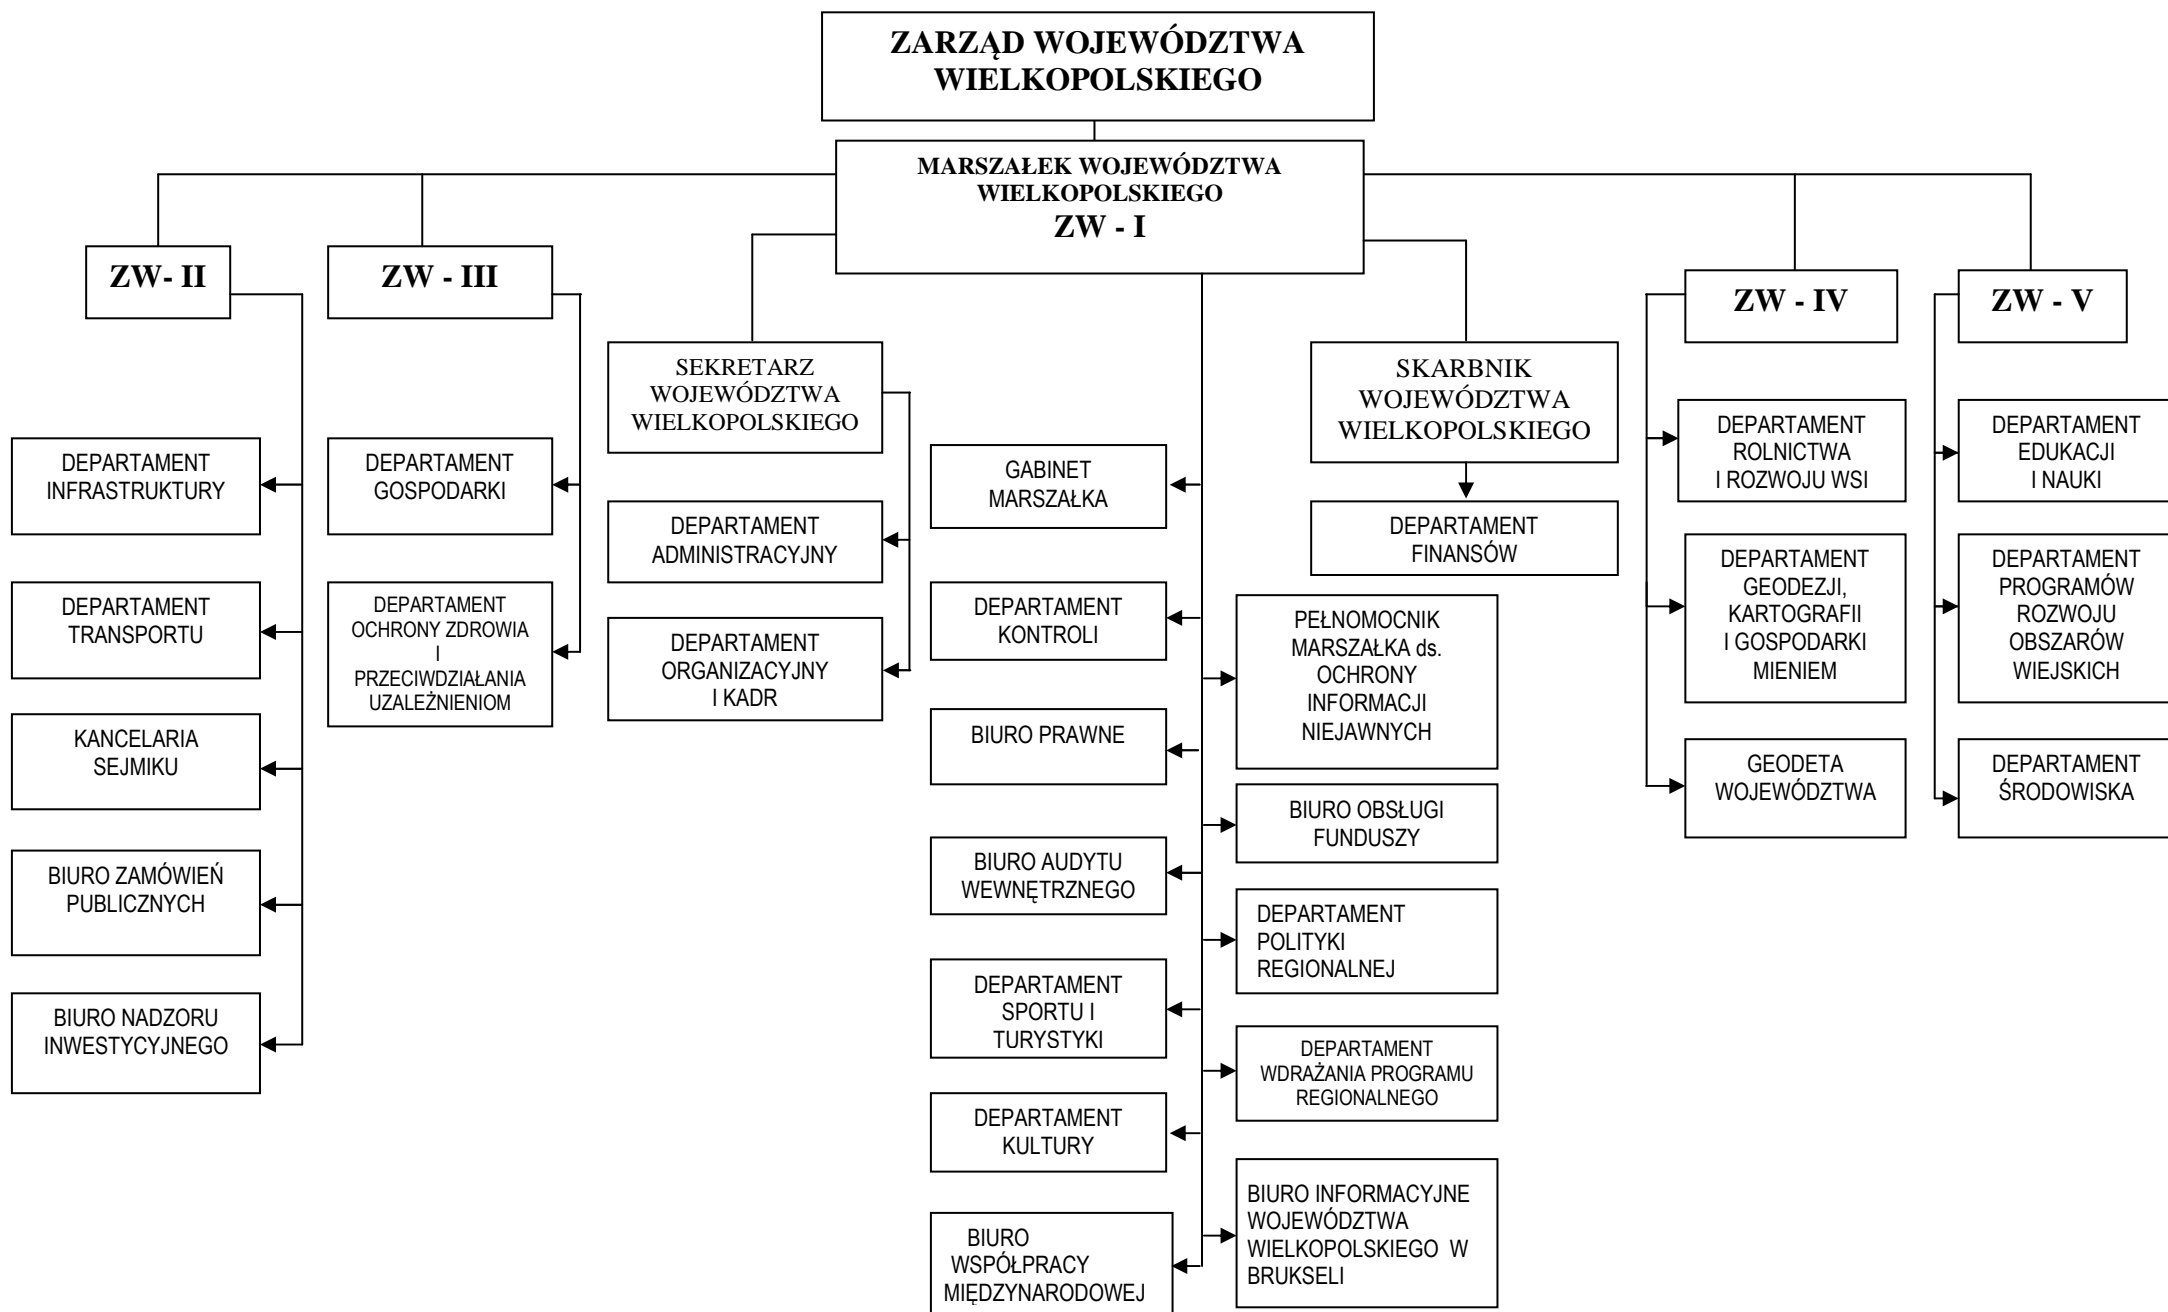 ZARZĄD WOJEWÓDZTWA
WIELKOPOLSKIEGO
MARSZAŁEK WOJEWÓDZTWA
WIELKOPOLSKIEGO
ZW - I
ZW- II
ZW - III
ZW - IV
ZW - V
SEKRETARZ
WOJEWÓDZTWA
WIELKOPOLSKIEGO
SKARBNIK
WOJEWÓDZTWA
WIELKOPOLSKIEGO
DEPARTAMENT
INFRASTRUKTURY
DEPARTAMENT
TRANSPORTU
KANCELARIA
SEJMIKU
BIURO ZAMÓWIEŃ
PUBLICZNYCH
BIURO NADZORU
INWESTYCYJNEGO
DEPARTAMENT
GOSPODARKI
DEPARTAMENT
OCHRONY ZDROWIA
I
PRZECIWDZIAŁANIA
UZALEŻNIENIOM
DEPARTAMENT
ADMINISTRACYJNY
DEPARTAMENT
ORGANIZACYJNY
I KADR
GABINET
MARSZAŁKA
DEPARTAMENT
KONTROLI
BIURO PRAWNE
BIURO AUDYTU
WEWNĘTRZNEGO
DEPARTAMENT
SPORTU I
TURYSTYKI
DEPARTAMENT
KULTURY
BIURO
WSPÓŁPRACY
MIĘDZYNARODOWEJ
PEŁNOMOCNIK
MARSZAŁKA ds.
OCHRONY
INFORMACJI
NIEJAWNYCH
BIURO OBSŁUGI
FUNDUSZY
DEPARTAMENT
POLITYKI
REGIONALNEJ
DEPARTAMENT
WDRAŻANIA PROGRAMU
REGIONALNEGO
BIURO INFORMACYJNE
WOJEWÓDZTWA
WIELKOPOLSKIEGO W
BRUKSELI
DEPARTAMENT
FINANSÓW
DEPARTAMENT
ROLNICTWA
I ROZWOJU WSI
DEPARTAMENT
GEODEZJI,
KARTOGRAFII
I GOSPODARKI
MIENIEM
GEODETA
WOJEWÓDZTWA
DEPARTAMENT
EDUKACJI
I NAUKI
DEPARTAMENT
PROGRAMÓW
ROZWOJU
OBSZARÓW
WIEJSKICH
DEPARTAMENT
ŚRODOWISKA